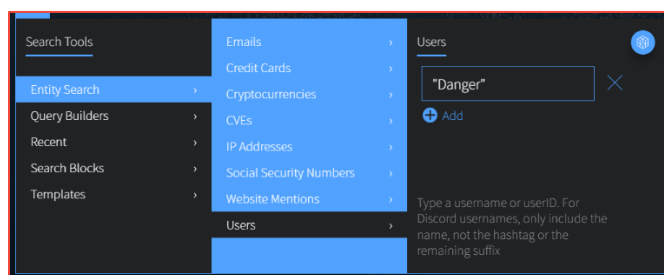 Search Tools
Entity Search
Query Builders
Recent
Search Blocks
Templates
Emails
Credit Cards
Cryptocurrencies
CVEs
IP Addresses
Social Security Numbers
Website Mentions
Users
Users
"Danger"
Add
Type a username or userID. For
Discord usernames, only include the
name, not the hashtag or the
remaining suffix